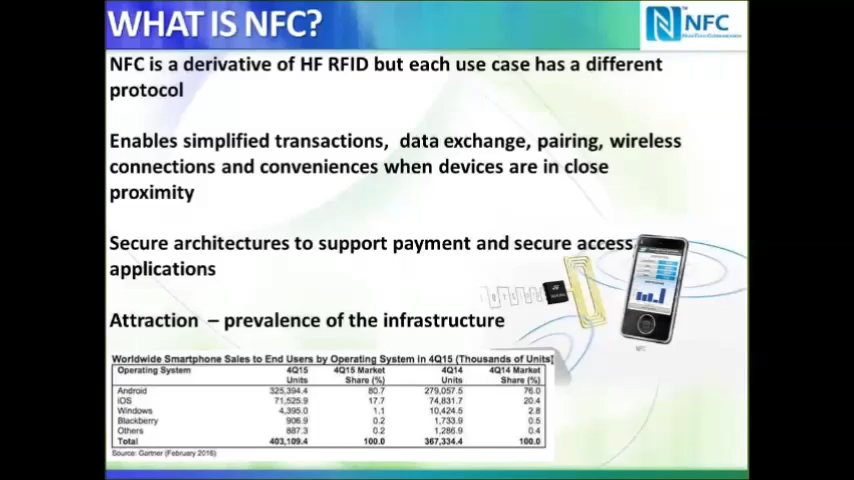 WHAT IS NFC?
NFC
NFC is a derivative of HF RFID but each use case has a different
protocol
Enables simplified transactions, data exchange, pairing, wireless
connections and conveniences when devices are in close
proximity
Secure architectures to support payment and secure access
applications
Attraction – prevalence of the infrastructure
NFC
Worldwide Smartphone Sales to End Users by Operating System in 4Q15 (Thousands of Units)
Operating System 4Q15 Units 4Q15 Market Share (%) 4Q14 Units 4Q14 Market Share (%)
Android 325,394.4 80.7 279,057.5 76.0
iOS 71,525.9 17.7 74,831.7 20.4
Windows 4,395.0 1.1 10,424.5 2.8
Blackberry 906.9 0.2 1,733.9 0.5
Others 887.3 0.2 1,286.9 0.4
Total 403,109.4 100.0 367,334.4 100.0
Source: Gartner (February 2016)